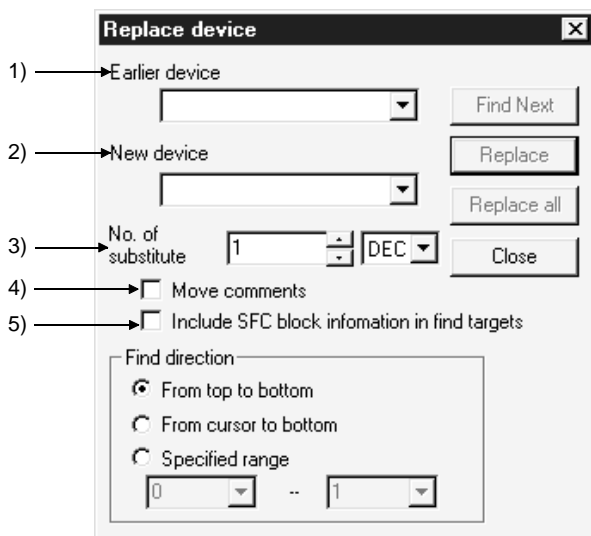 Replace device
1) Earlier device
Find Next
2) New device
Replace
Replace all
3) No. of
substitute
1
DEC
Close
4) Move comments
5) Include SFC block infomation in find targets
Find direction
From top to bottom
From cursor to bottom
Specified range
0 -- 1